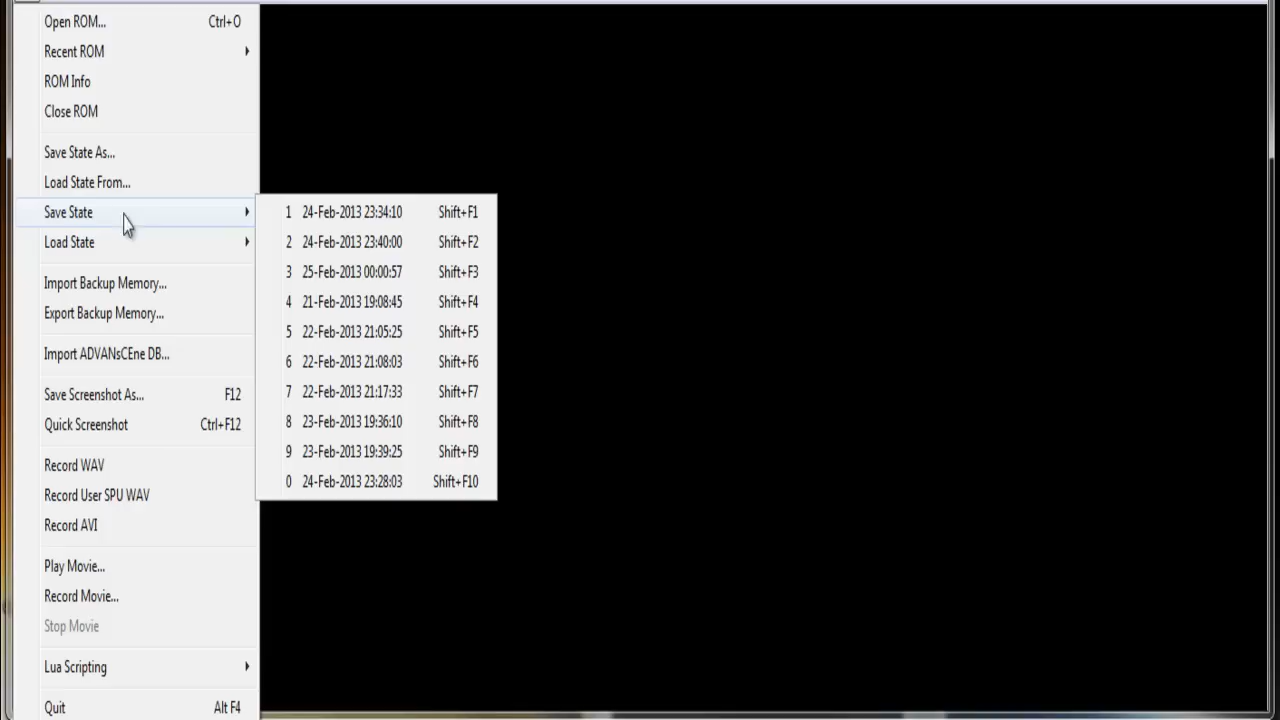 Open ROM... Ctrl+O
Recent ROM
ROM Info
Close ROM
Save State As...
Load State From...
Save State
Load State
Import Backup Memory...
Export Backup Memory...
Import ADVANsCEne DB...
Save Screenshot As... F12
Quick Screenshot Ctrl+F12
Record WAV
Record User SPU WAV
Record AVI
Play Movie...
Record Movie...
Stop Movie
Lua Scripting
Quit Alt F4
1 24-Feb-2013 23:34:10 Shift+F1
2 24-Feb-2013 23:40:00 Shift+F2
3 25-Feb-2013 00:00:57 Shift+F3
4 21-Feb-2013 19:08:45 Shift+F4
5 22-Feb-2013 21:05:25 Shift+F5
6 22-Feb-2013 21:08:03 Shift+F6
7 22-Feb-2013 21:17:33 Shift+F7
8 23-Feb-2013 19:36:10 Shift+F8
9 23-Feb-2013 19:39:25 Shift+F9
0 24-Feb-2013 23:28:03 Shift+F10